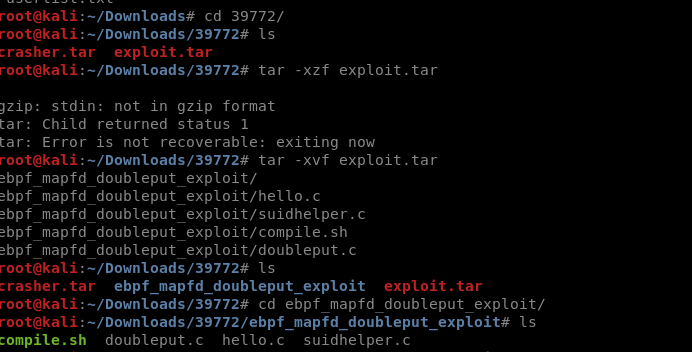 userlist.txt
root@kali:~/Downloads# cd 39772/
root@kali:~/Downloads/39772# ls
crasher.tar  exploit.tar
root@kali:~/Downloads/39772# tar -xzf exploit.tar

gzip: stdin: not in gzip format
tar: Child returned status 1
tar: Error is not recoverable: exiting now
root@kali:~/Downloads/39772# tar -xvf exploit.tar
ebpf_mapfd_doubleput_exploit/
ebpf_mapfd_doubleput_exploit/hello.c
ebpf_mapfd_doubleput_exploit/suidhelper.c
ebpf_mapfd_doubleput_exploit/compile.sh
ebpf_mapfd_doubleput_exploit/doubleput.c
root@kali:~/Downloads/39772# ls
crasher.tar  ebpf_mapfd_doubleput_exploit  exploit.tar
root@kali:~/Downloads/39772# cd ebpf_mapfd_doubleput_exploit/
root@kali:~/Downloads/39772/ebpf_mapfd_doubleput_exploit# ls
compile.sh  doubleput.c  hello.c  suidhelper.c